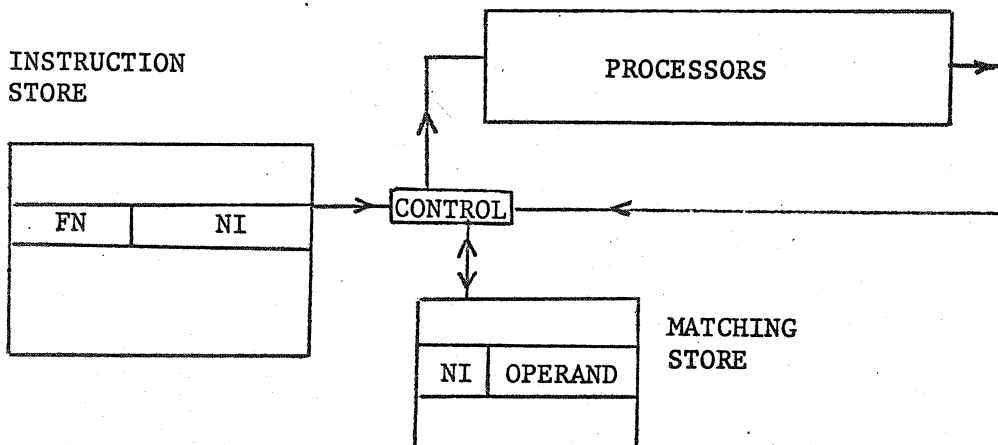 INSTRUCTION
STORE
PROCESSORS
FN NI
CONTROL
MATCHING
STORE
NI OPERAND